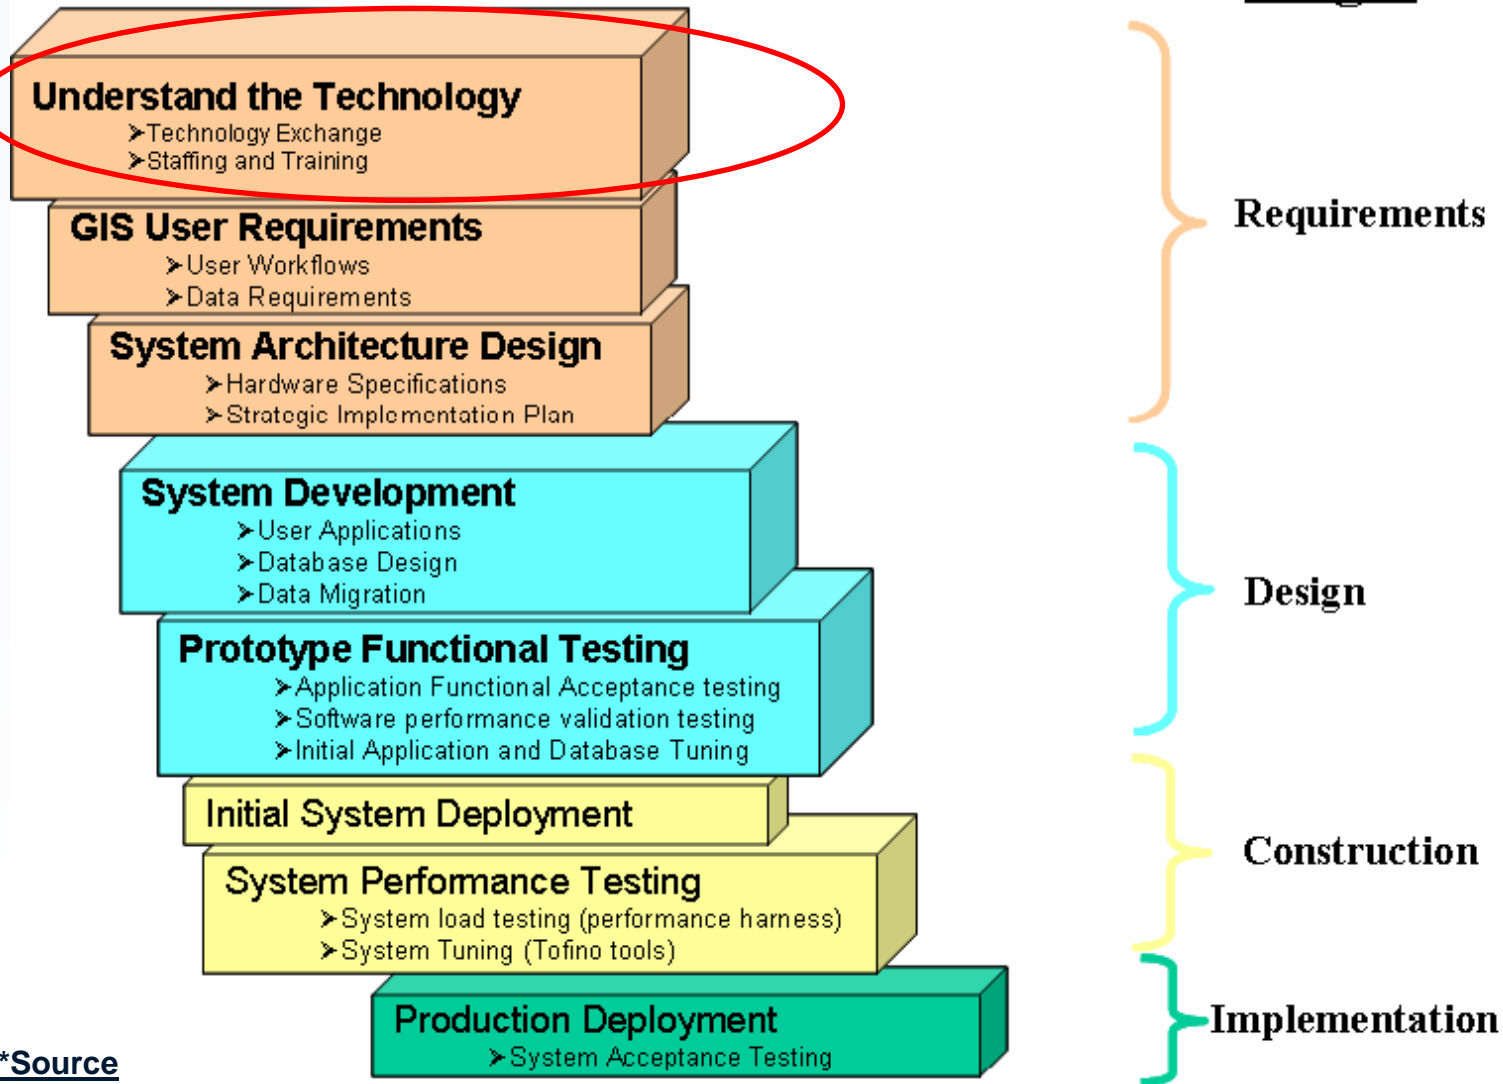 Understand the Technology
➢Technology Exchange
➢Staffing and Training
GIS User Requirements
➢User Workflows
➢Data Requirements
System Architecture Design
➢Hardware Specifications
➢Strategic Implementation Plan
Requirements
System Development
➢User Applications
➢Database Design
➢Data Migration
Prototype Functional Testing
➢Application Functional Acceptance testing
➢Software performance validation testing
➢Initial Application and Database Tuning
Design
Initial System Deployment
System Performance Testing
➢System load testing (performance harness)
➢System Tuning (Tofino tools)
Construction
Production Deployment
➢System Acceptance Testing
Implementation
*Source